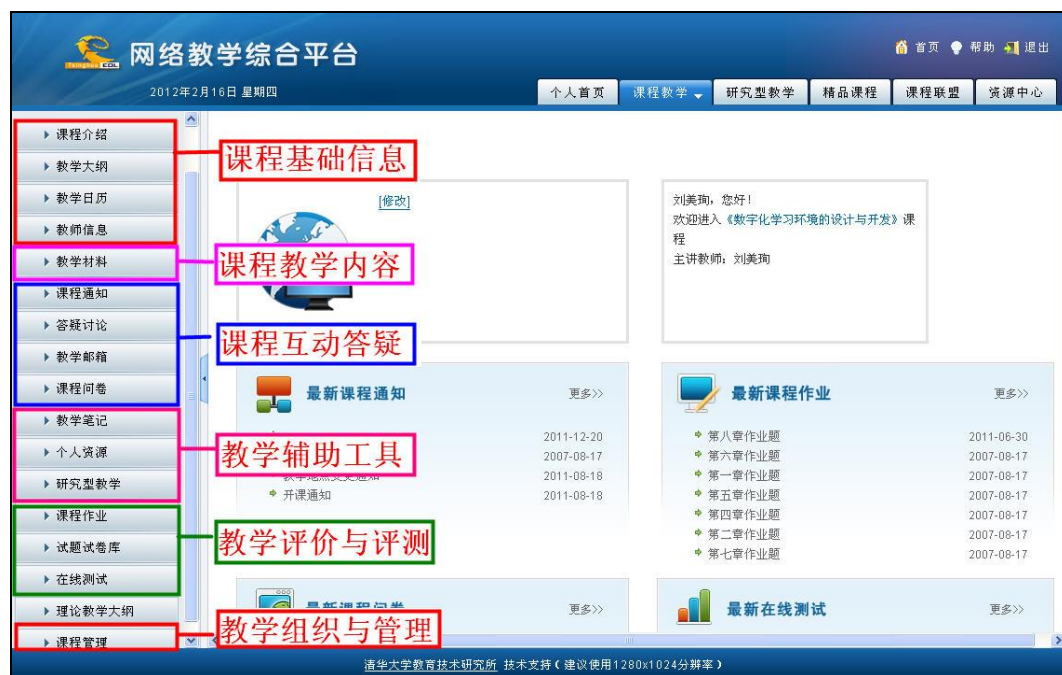 网络教学综合平台
首页 帮助 退出
2012年2月16日 星期四
个人首页 课程教学 研究型教学 精品课程 课程联盟 资源中心
课程介绍
教学大纲
教学日历
教师信息
教学材料
课程通知
答疑讨论
教学邮箱
课程问卷
教学笔记
个人资源
研究型教学
课程作业
试题试卷库
在线测试
理论教学大纲
课程管理
课程基础信息
课程教学内容
课程互动答疑
教学辅助工具
教学评价与评测
教学组织与管理
[修改]
刘美珣，您好！
欢迎进入《数字化学习环境的设计与开发》课
程
主讲教师：刘美珣
最新课程通知 更多>>
2011-12-20
2007-08-17
2011-08-18
开课通知 2011-08-18
最新课程作业 更多>>
第八章作业题 2011-06-30
第六章作业题 2007-08-17
第一章作业题 2007-08-17
第五章作业题 2007-08-17
第四章作业题 2007-08-17
第二章作业题 2007-08-17
第七章作业题 2007-08-17
最新课程问卷 更多>>
最新在线测试 更多>>
清华大学教育技术研究所 技术支持（建议使用1280x1024分辨率）